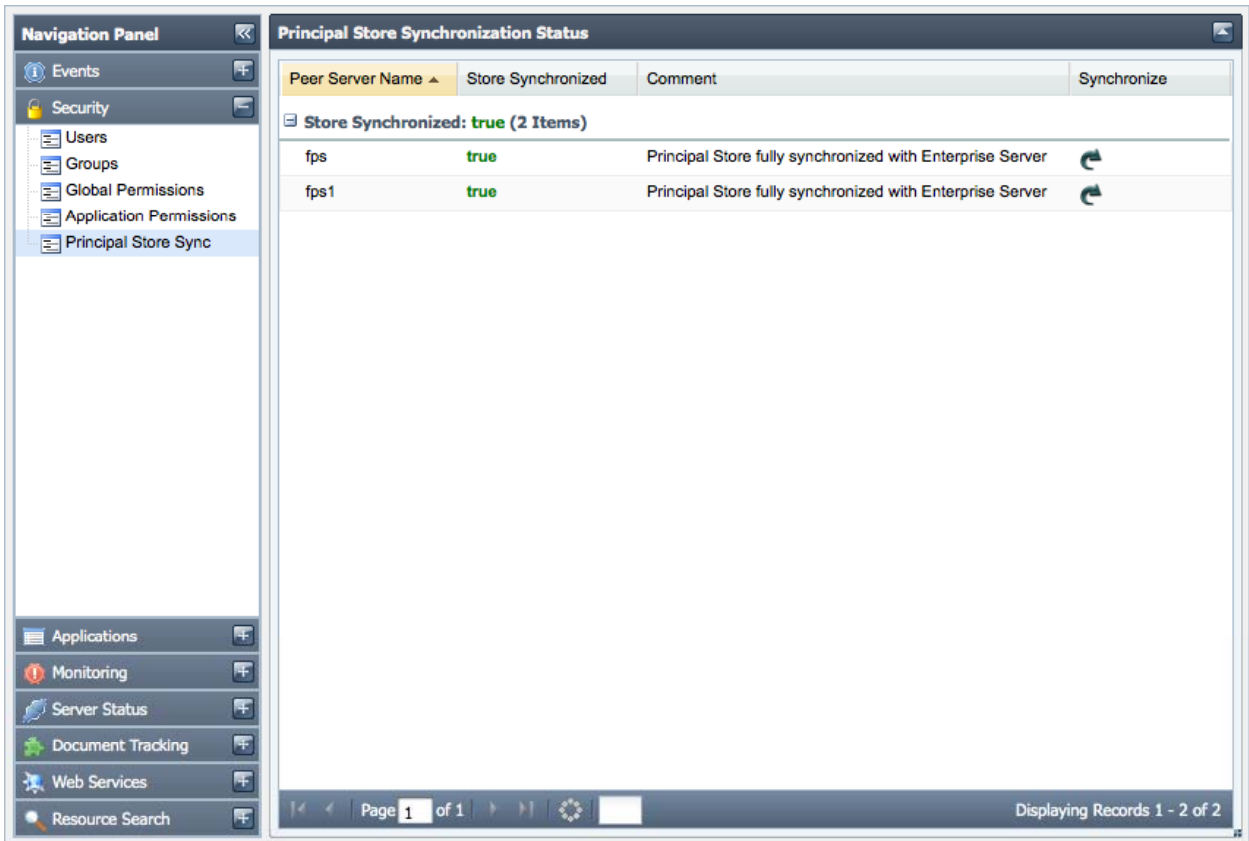 Navigation Panel
Events
Security
Users
Groups
Global Permissions
Application Permissions
Principal Store Sync
Applications
Monitoring
Server Status
Document Tracking
Web Services
Resource Search
Principal Store Synchronization Status
Peer Server Name Store Synchronized Comment Synchronize
Store Synchronized: true (2 Items)
fps true Principal Store fully synchronized with Enterprise Server
fps1 true Principal Store fully synchronized with Enterprise Server
Page 1 of 1 Displaying Records 1 - 2 of 2